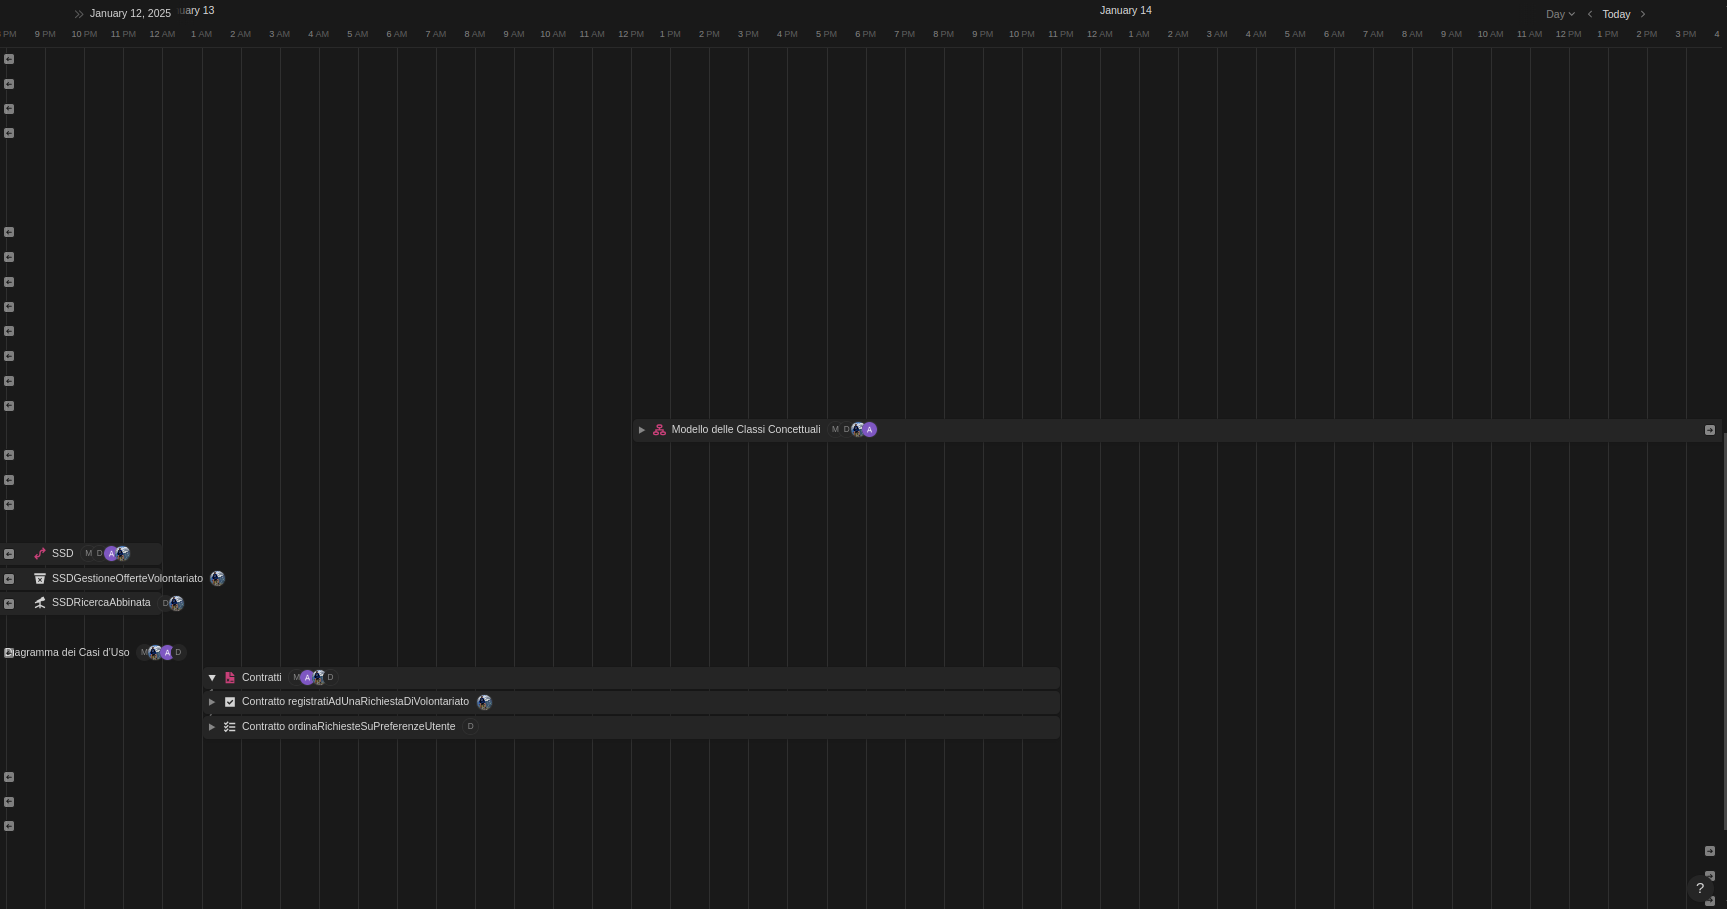 January 12, 2025 uary 13 January 14 Day Today
PM 9 PM 10 PM 11 PM 12 AM 1 AM 2 AM 3 AM 4 AM 5 AM 6 AM 7 AM 8 AM 9 AM 10 AM 11 AM 12 PM 1 PM 2 PM 3 PM 4 PM 5 PM 6 PM 7 PM 8 PM 9 PM 10 PM 11 PM 12 AM 1 AM 2 AM 3 AM 4 AM 5 AM 6 AM 7 AM 8 AM 9 AM 10 AM 11 AM 12 PM 1 PM 2 PM 3 PM 4
Modello delle Classi Concettuali M D A
SSD M D A
SSDGestioneOfferteVolontariato
SSDRicercaAbbinata D
agramma dei Casi d'Uso M A D
Contratti M A D
Contratto registratiAdUnaRichiestaDiVolontariato
Contratto ordinaRichiesteSuPreferenzeUtente D
?